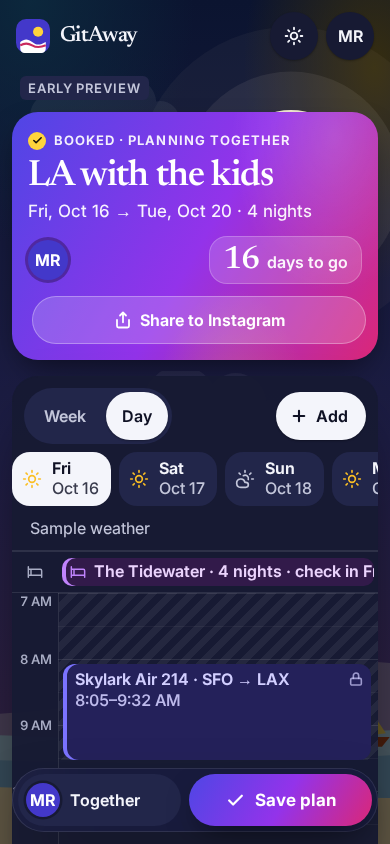 GitAway
MR
EARLY PREVIEW
BOOKED · PLANNING TOGETHER
LA with the kids
Fri, Oct 16 → Tue, Oct 20 · 4 nights
MR
16 days to go
Share to Instagram
Week
Day
+ Add
Fri
Oct 16
Sat
Oct 17
Sun
Oct 18
Sample weather
The Tidewater · 4 nights · check in
7 AM
8 AM
Skylark Air 214 · SFO → LAX
8:05–9:32 AM
9 AM
MR
Together
Save plan